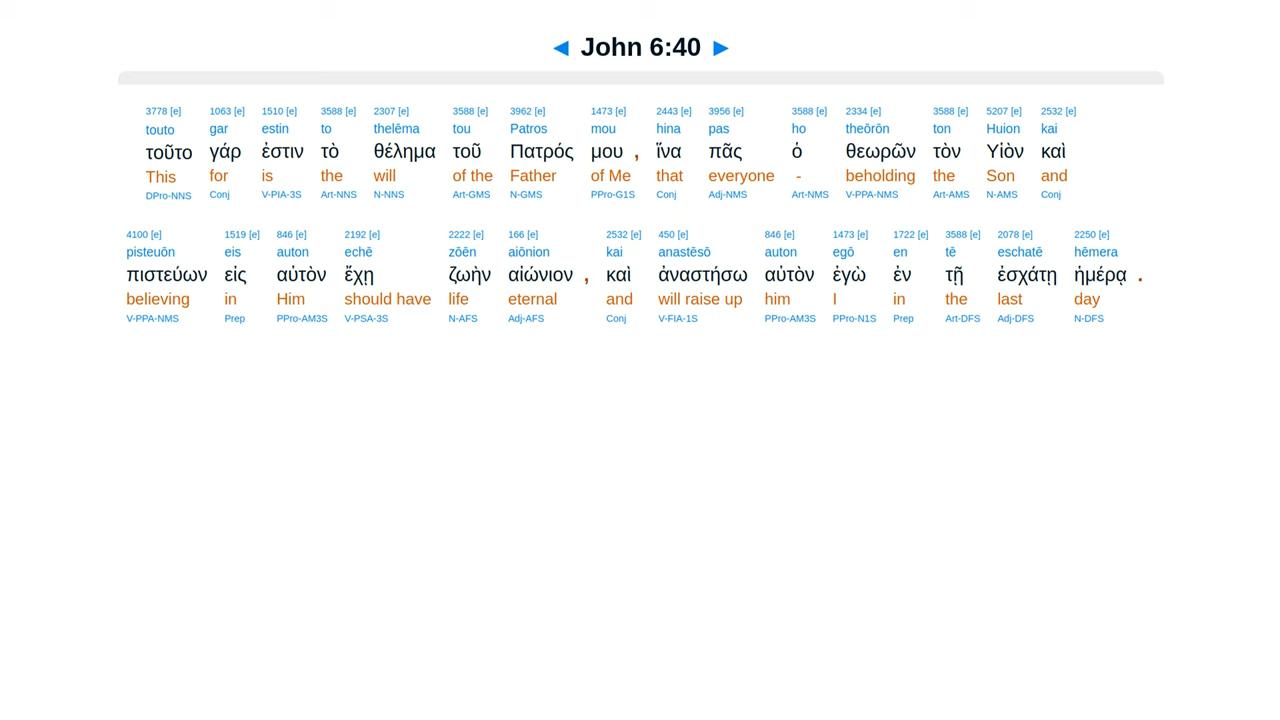 ◄ John 6:40 ►
3778 [e] 1063 [e] 1510 [e] 3588 [e] 2307 [e] 3588 [e] 3962 [e] 1473 [e] 2443 [e] 3956 [e] 3588 [e] 2334 [e] 3588 [e] 5207 [e] 2532 [e]
touto gar estin to thelēma tou Patros mou hina pas ho theōrōn ton Huion kai
τοῦτο γάρ ἐστιν τὸ θέλημα τοῦ Πατρός μου , ἵνα πᾶς ὁ θεωρῶν τὸν Υἱὸν καὶ
This for is the will of the Father of Me that everyone - beholding the Son and
DPro-NNS Conj V-PIA-3S Art-NNS N-NNS Art-GMS N-GMS PPro-G1S Conj Adj-NMS Art-NMS V-PPA-NMS Art-AMS N-AMS Conj
4100 [e] 1519 [e] 846 [e] 2192 [e] 2222 [e] 166 [e] 2532 [e] 450 [e] 846 [e] 1473 [e] 1722 [e] 3588 [e] 2078 [e] 2250 [e]
pisteuōn eis auton echē zōēn aiōnion kai anastēsō auton egō en tē eschatē hēmera
πιστεύων εἰς αὐτὸν ἔχῃ ζωὴν αἰώνιον , καὶ ἀναστήσω αὐτὸν ἐγὼ ἐν τῇ ἐσχάτῃ ἡμέρᾳ .
believing in Him should have life eternal and will raise up him I in the last day
V-PPA-NMS Prep PPro-AM3S V-PSA-3S N-AFS Adj-AFS Conj V-FIA-1S PPro-AM3S PPro-N1S Prep Art-DFS Adj-DFS N-DFS